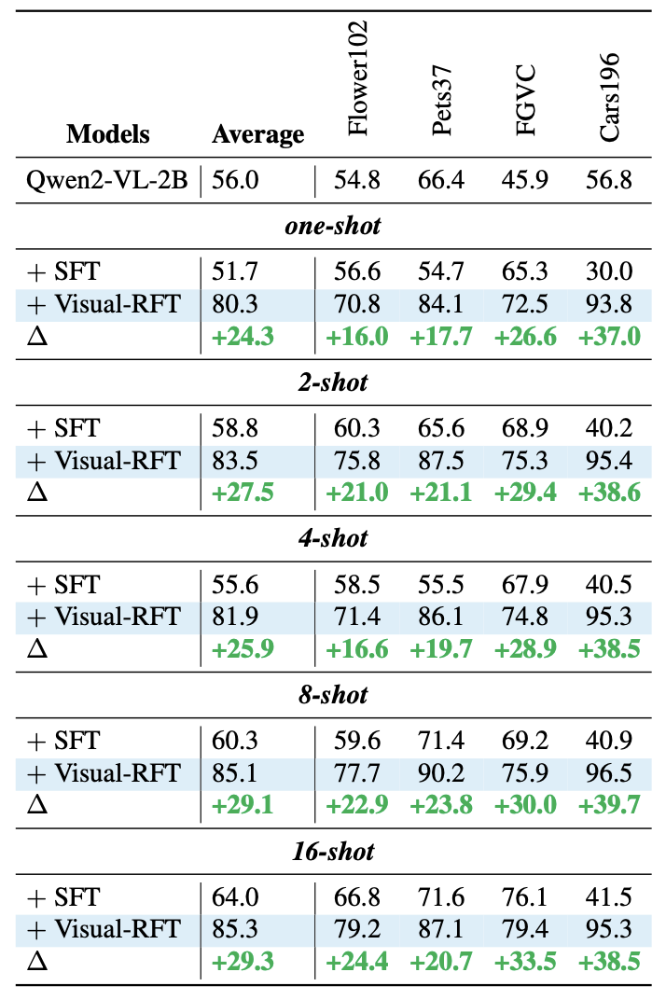 Models Average Flower102 Pets37 FGVC Cars196
Qwen2-VL-2B 56.0 54.8 66.4 45.9 56.8
one-shot
+ SFT 51.7 56.6 54.7 65.3 30.0
+ Visual-RFT 80.3 70.8 84.1 72.5 93.8
Δ +24.3 +16.0 +17.7 +26.6 +37.0
2-shot
+ SFT 58.8 60.3 65.6 68.9 40.2
+ Visual-RFT 83.5 75.8 87.5 75.3 95.4
Δ +27.5 +21.0 +21.1 +29.4 +38.6
4-shot
+ SFT 55.6 58.5 55.5 67.9 40.5
+ Visual-RFT 81.9 71.4 86.1 74.8 95.3
Δ +25.9 +16.6 +19.7 +28.9 +38.5
8-shot
+ SFT 60.3 59.6 71.4 69.2 40.9
+ Visual-RFT 85.1 77.7 90.2 75.9 96.5
Δ +29.1 +22.9 +23.8 +30.0 +39.7
16-shot
+ SFT 64.0 66.8 71.6 76.1 41.5
+ Visual-RFT 85.3 79.2 87.1 79.4 95.3
Δ +29.3 +24.4 +20.7 +33.5 +38.5